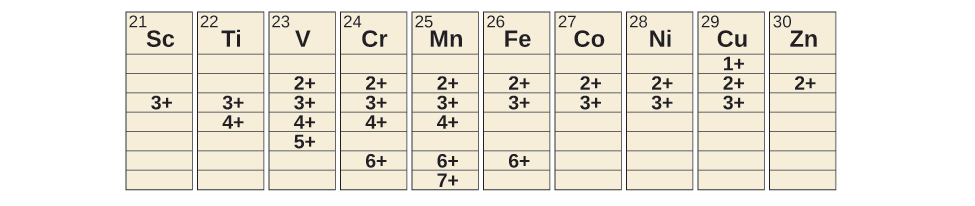 21 22 23 24 25 26 27 28 29 30
Sc Ti V Cr Mn Fe Co Ni Cu Zn
1+
2+ 2+ 2+ 2+ 2+ 2+ 2+ 2+
3+ 3+ 3+ 3+ 3+ 3+ 3+ 3+ 3+
4+ 4+ 4+ 4+
5+
6+ 6+ 6+
7+